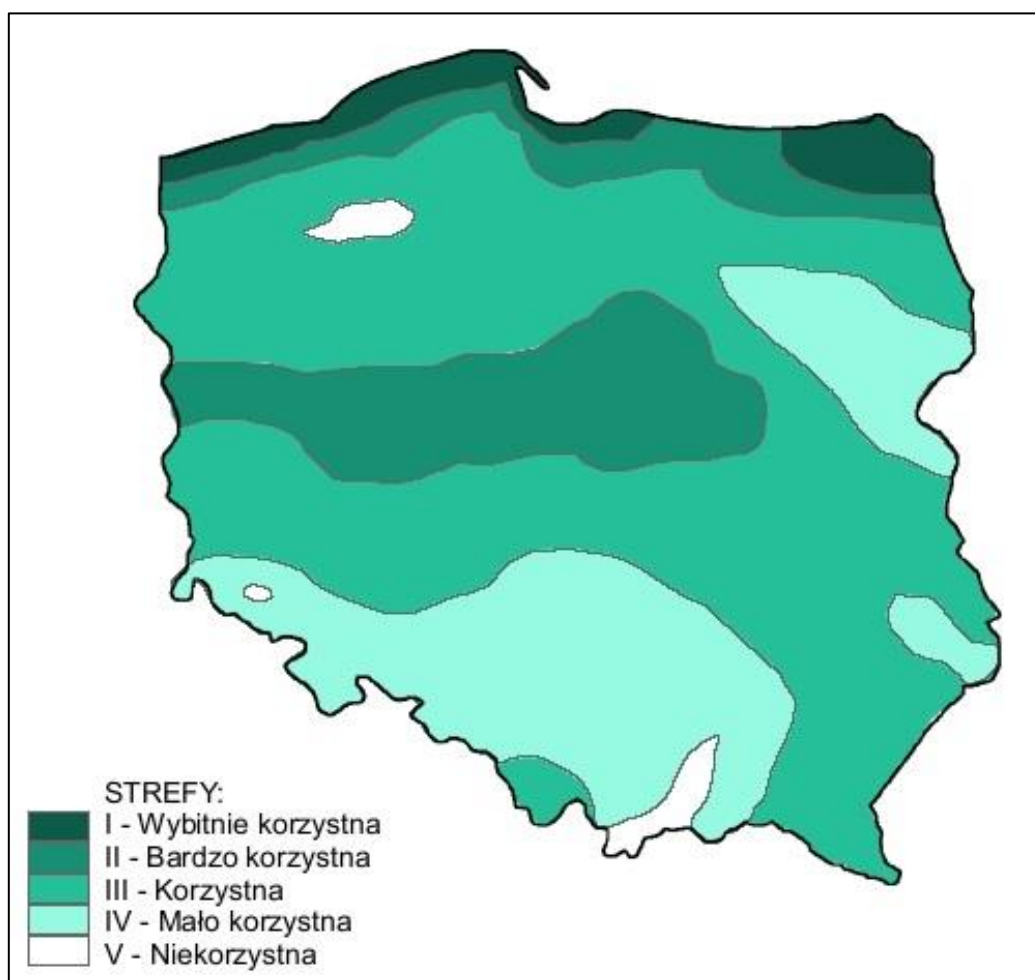 STREFY:
I - Wybitnie korzystna
II - Bardzo korzystna
III - Korzystna
IV - Mało korzystna
V - Niekorzystna